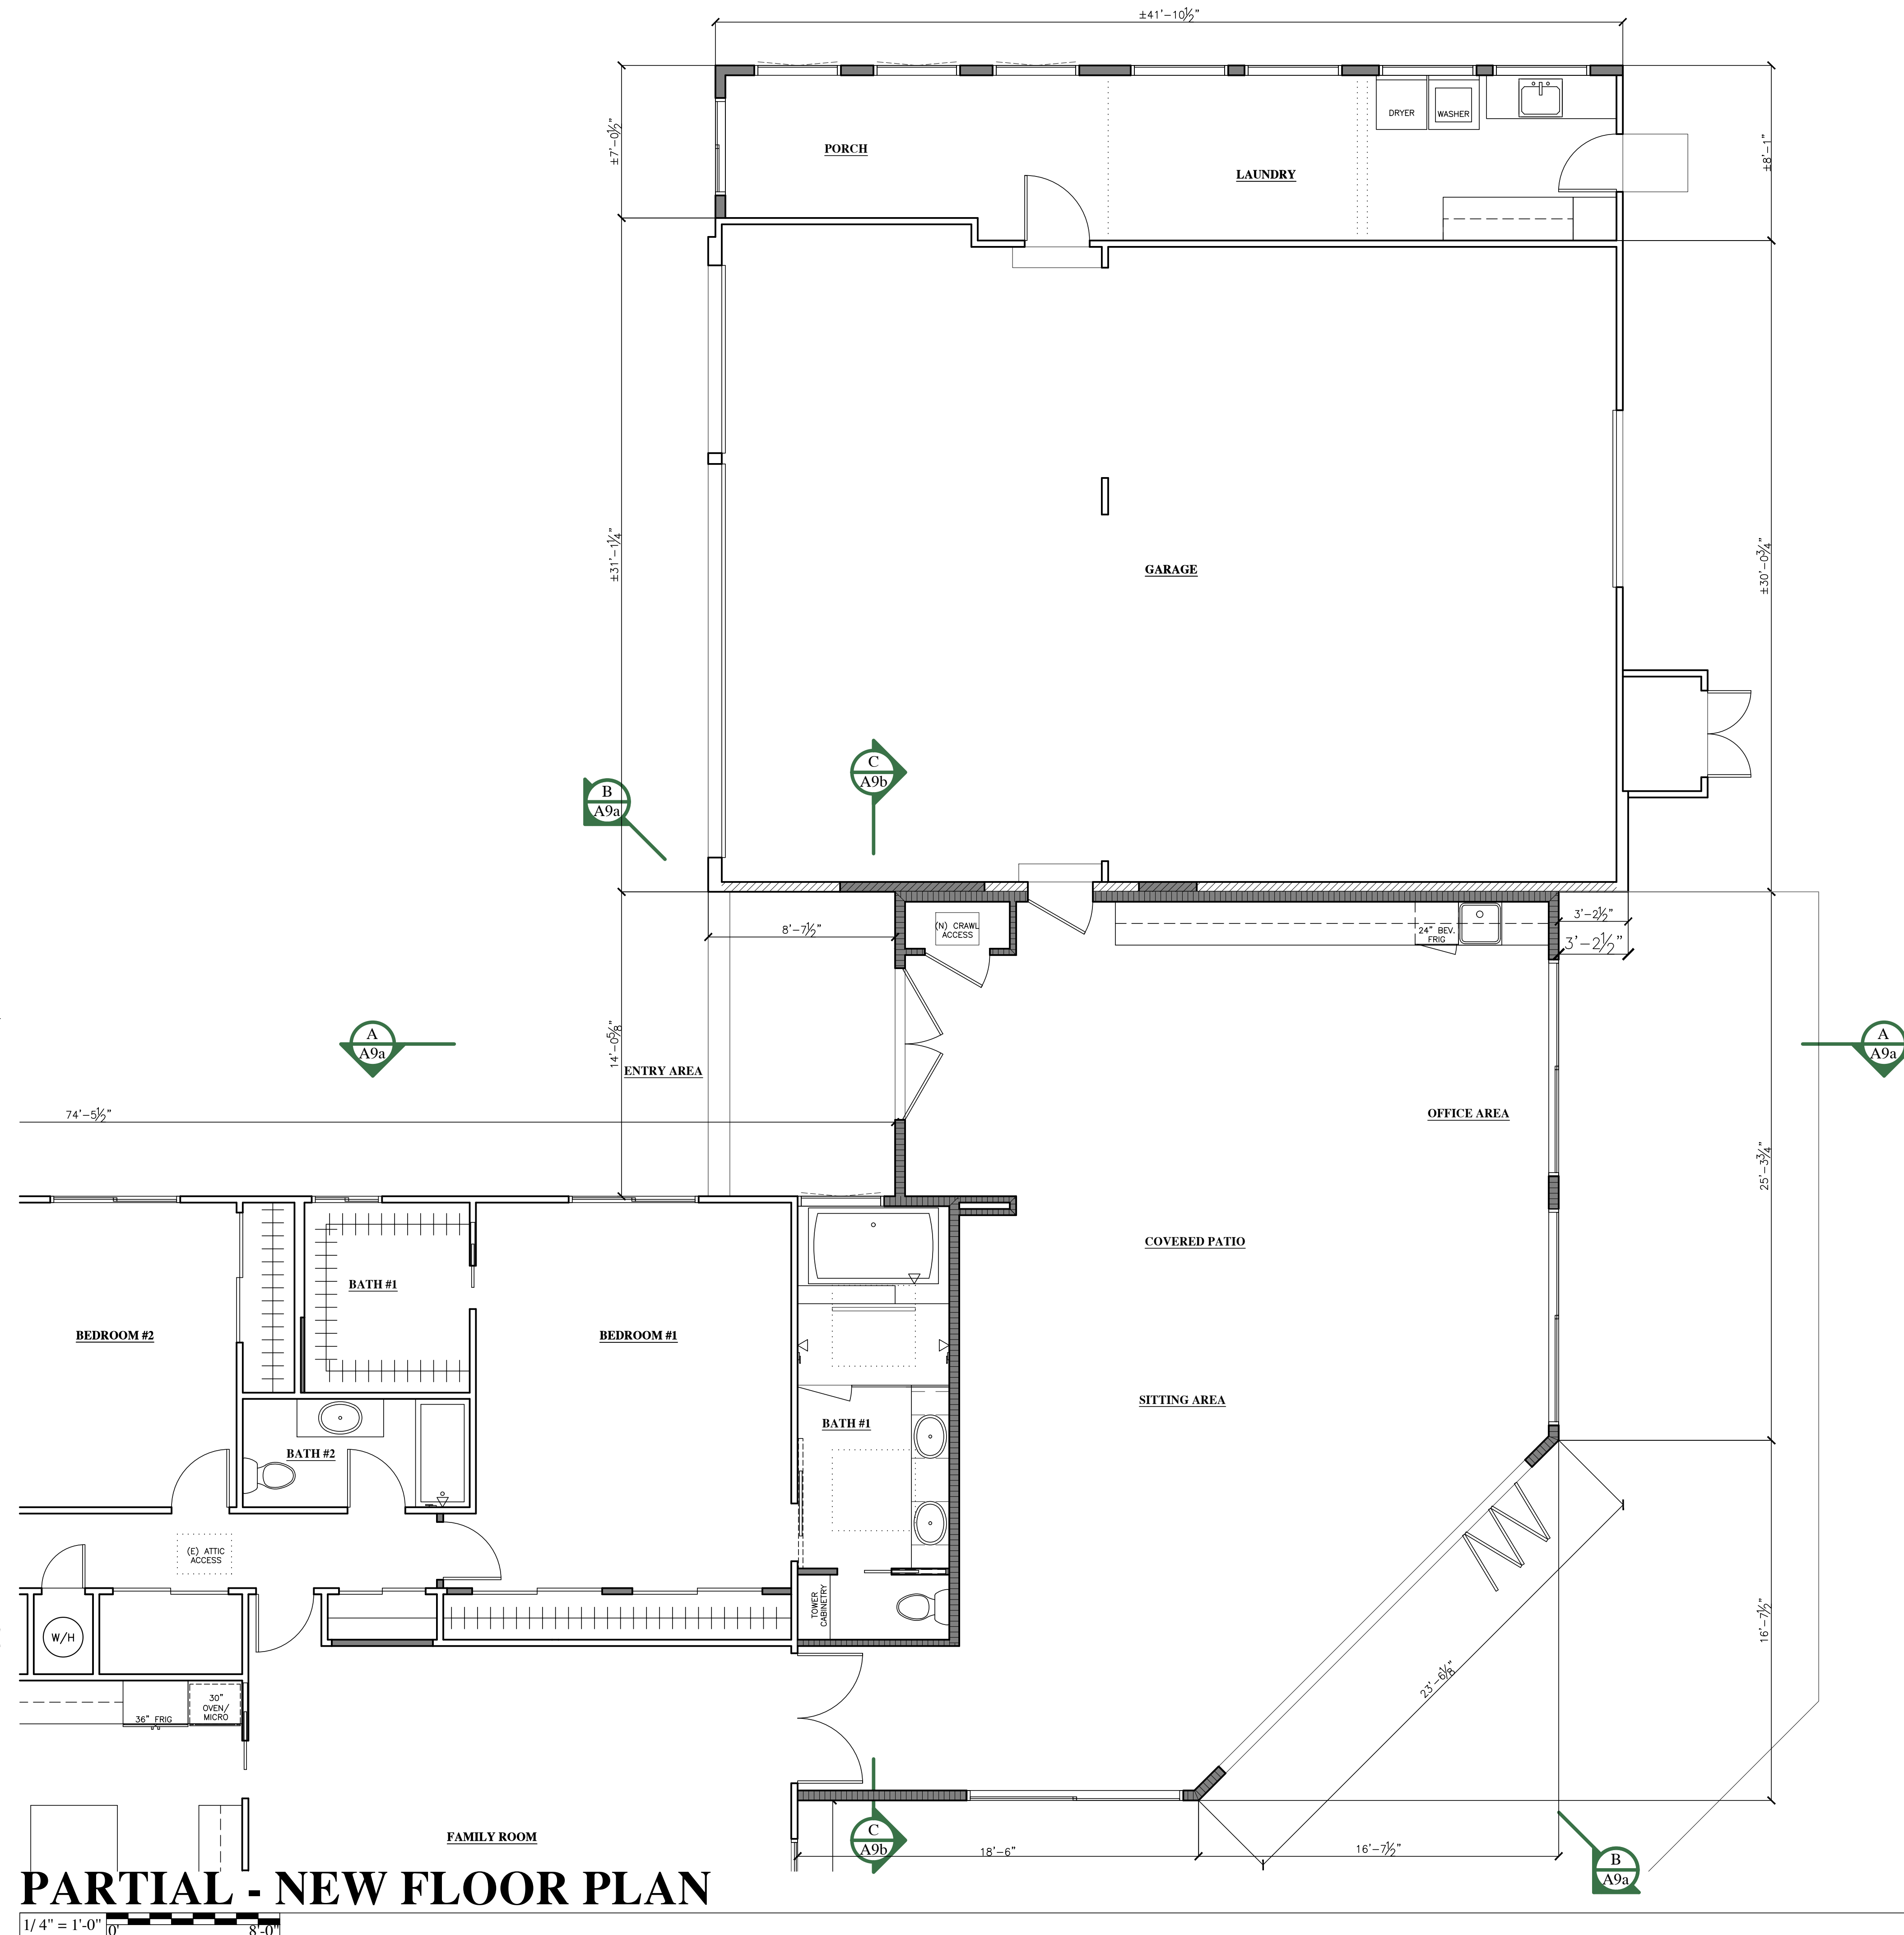 ±41'-10½"
±7'-0½"
PORCH
LAUNDRY
DRYER
WASHER
±8'-1"
±31'-1¼"
GARAGE
±30'-0¾"
C
A9b
B
A9a
8'-7½"
(N) CRAWL
ACCESS
24" BEV.
FRIG
3'-2½"
3'-2½"
A
A9a
14'-0⅝"
ENTRY AREA
A
A9a
74'-5½"
OFFICE AREA
25'-3¾"
COVERED PATIO
BATH #1
BEDROOM #2
BEDROOM #1
SITTING AREA
BATH #1
BATH #2
(E) ATTIC
ACCESS
TOWER
CABINETRY
W/H
16'-7½"
23'-6⅛"
30"
OVEN/
MICRO
36" FRIG
FAMILY ROOM
C
A9b
18'-6"
16'-7½"
B
A9a
PARTIAL - NEW FLOOR PLAN
1/ 4" = 1'-0"
0'
8'-0"